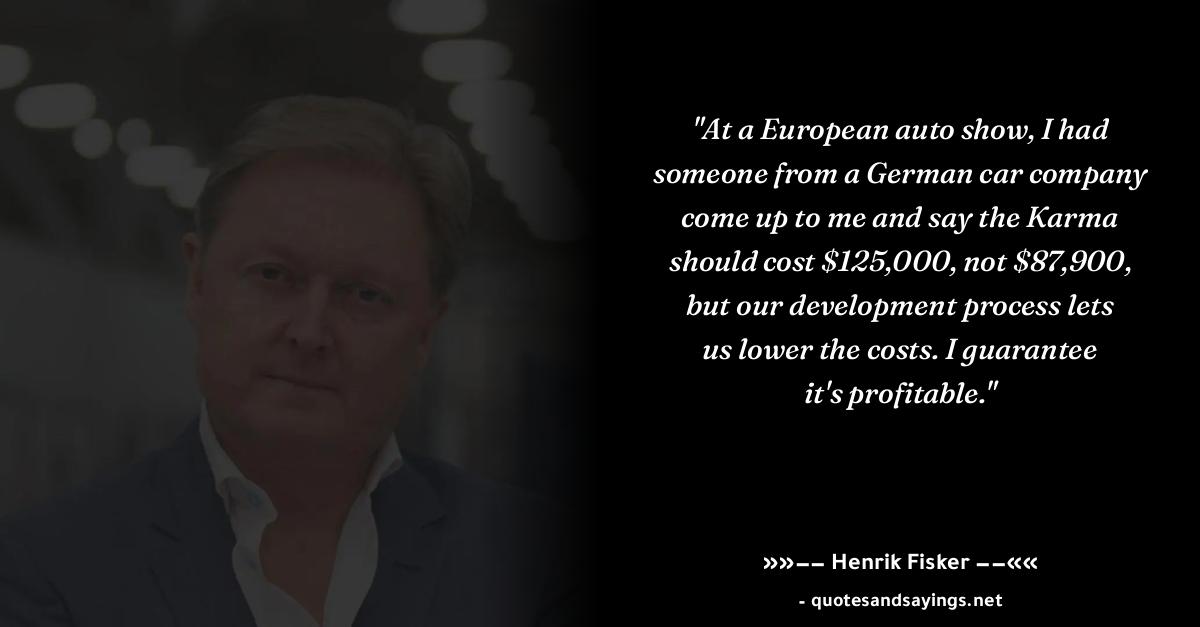 "At a European auto show, I had
someone from a German car company
come up to me and say the Karma
should cost $125,000, not $87,900,
but our development process lets
us lower the costs. I guarantee
it's profitable."
»»—— Henrik Fisker ——««
- quotesandsayings.net